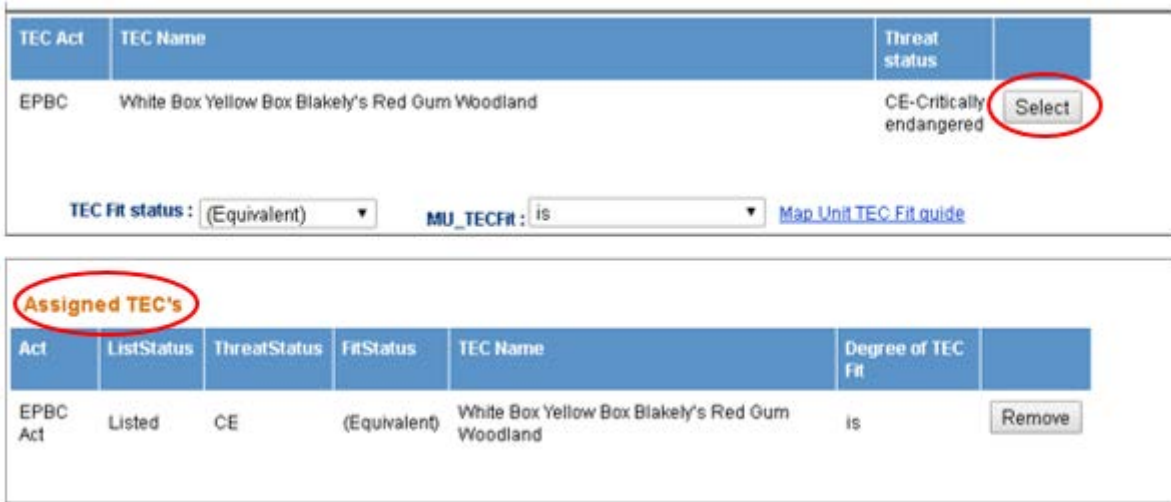 TEC Act TEC Name Threat status
EPBC White Box Yellow Box Blakely's Red Gum Woodland CE-Critically endangered Select
TEC Fit status : (Equivalent) MU_TECFit : is Map Unit TEC Fit guide
Assigned TEC's
Act ListStatus ThreatStatus FitStatus TEC Name Degree of TEC Fit
EPBC Act Listed CE (Equivalent) White Box Yellow Box Blakely's Red Gum Woodland is Remove